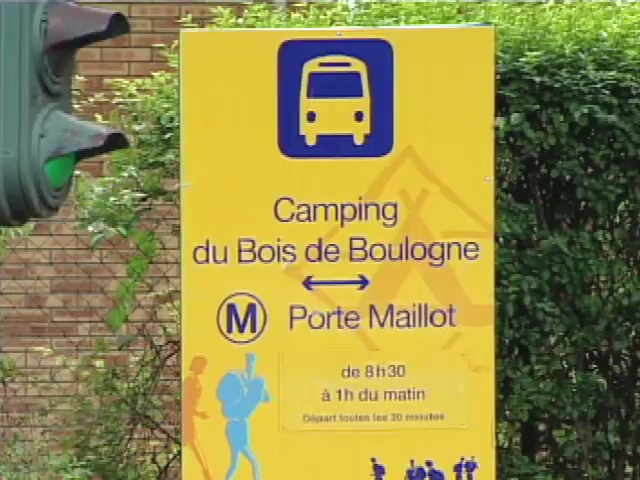 Camping
du Bois de Boulogne
M Porte Maillot
de 8h30
à 1h du matin
Départ toutes les 30 minutes